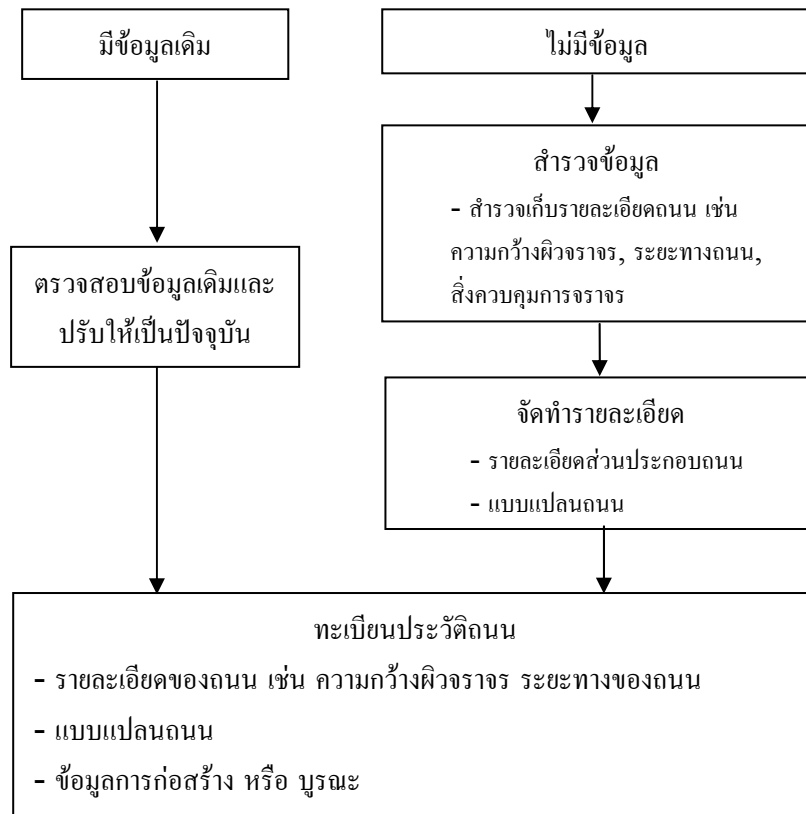 มีข้อมูลเดิม
ไม่มีข้อมูล
สำรวจข้อมูล
- สำรวจเก็บรายละเอียดถนน เช่น
ความกว้างผิวจราจร, ระยะทางถนน,
สิ่งควบคุมการจราจร
ตรวจสอบข้อมูลเดิมและ
ปรับให้เป็นปัจจุบัน
จัดทำรายละเอียด
- รายละเอียดส่วนประกอบถนน
- แบบแปลนถนน
ทะเบียนประวัติถนน
- รายละเอียดของถนน เช่น ความกว้างผิวจราจร ระยะทางของถนน
- แบบแปลนถนน
- ข้อมูลการก่อสร้าง หรือ บูรณะ